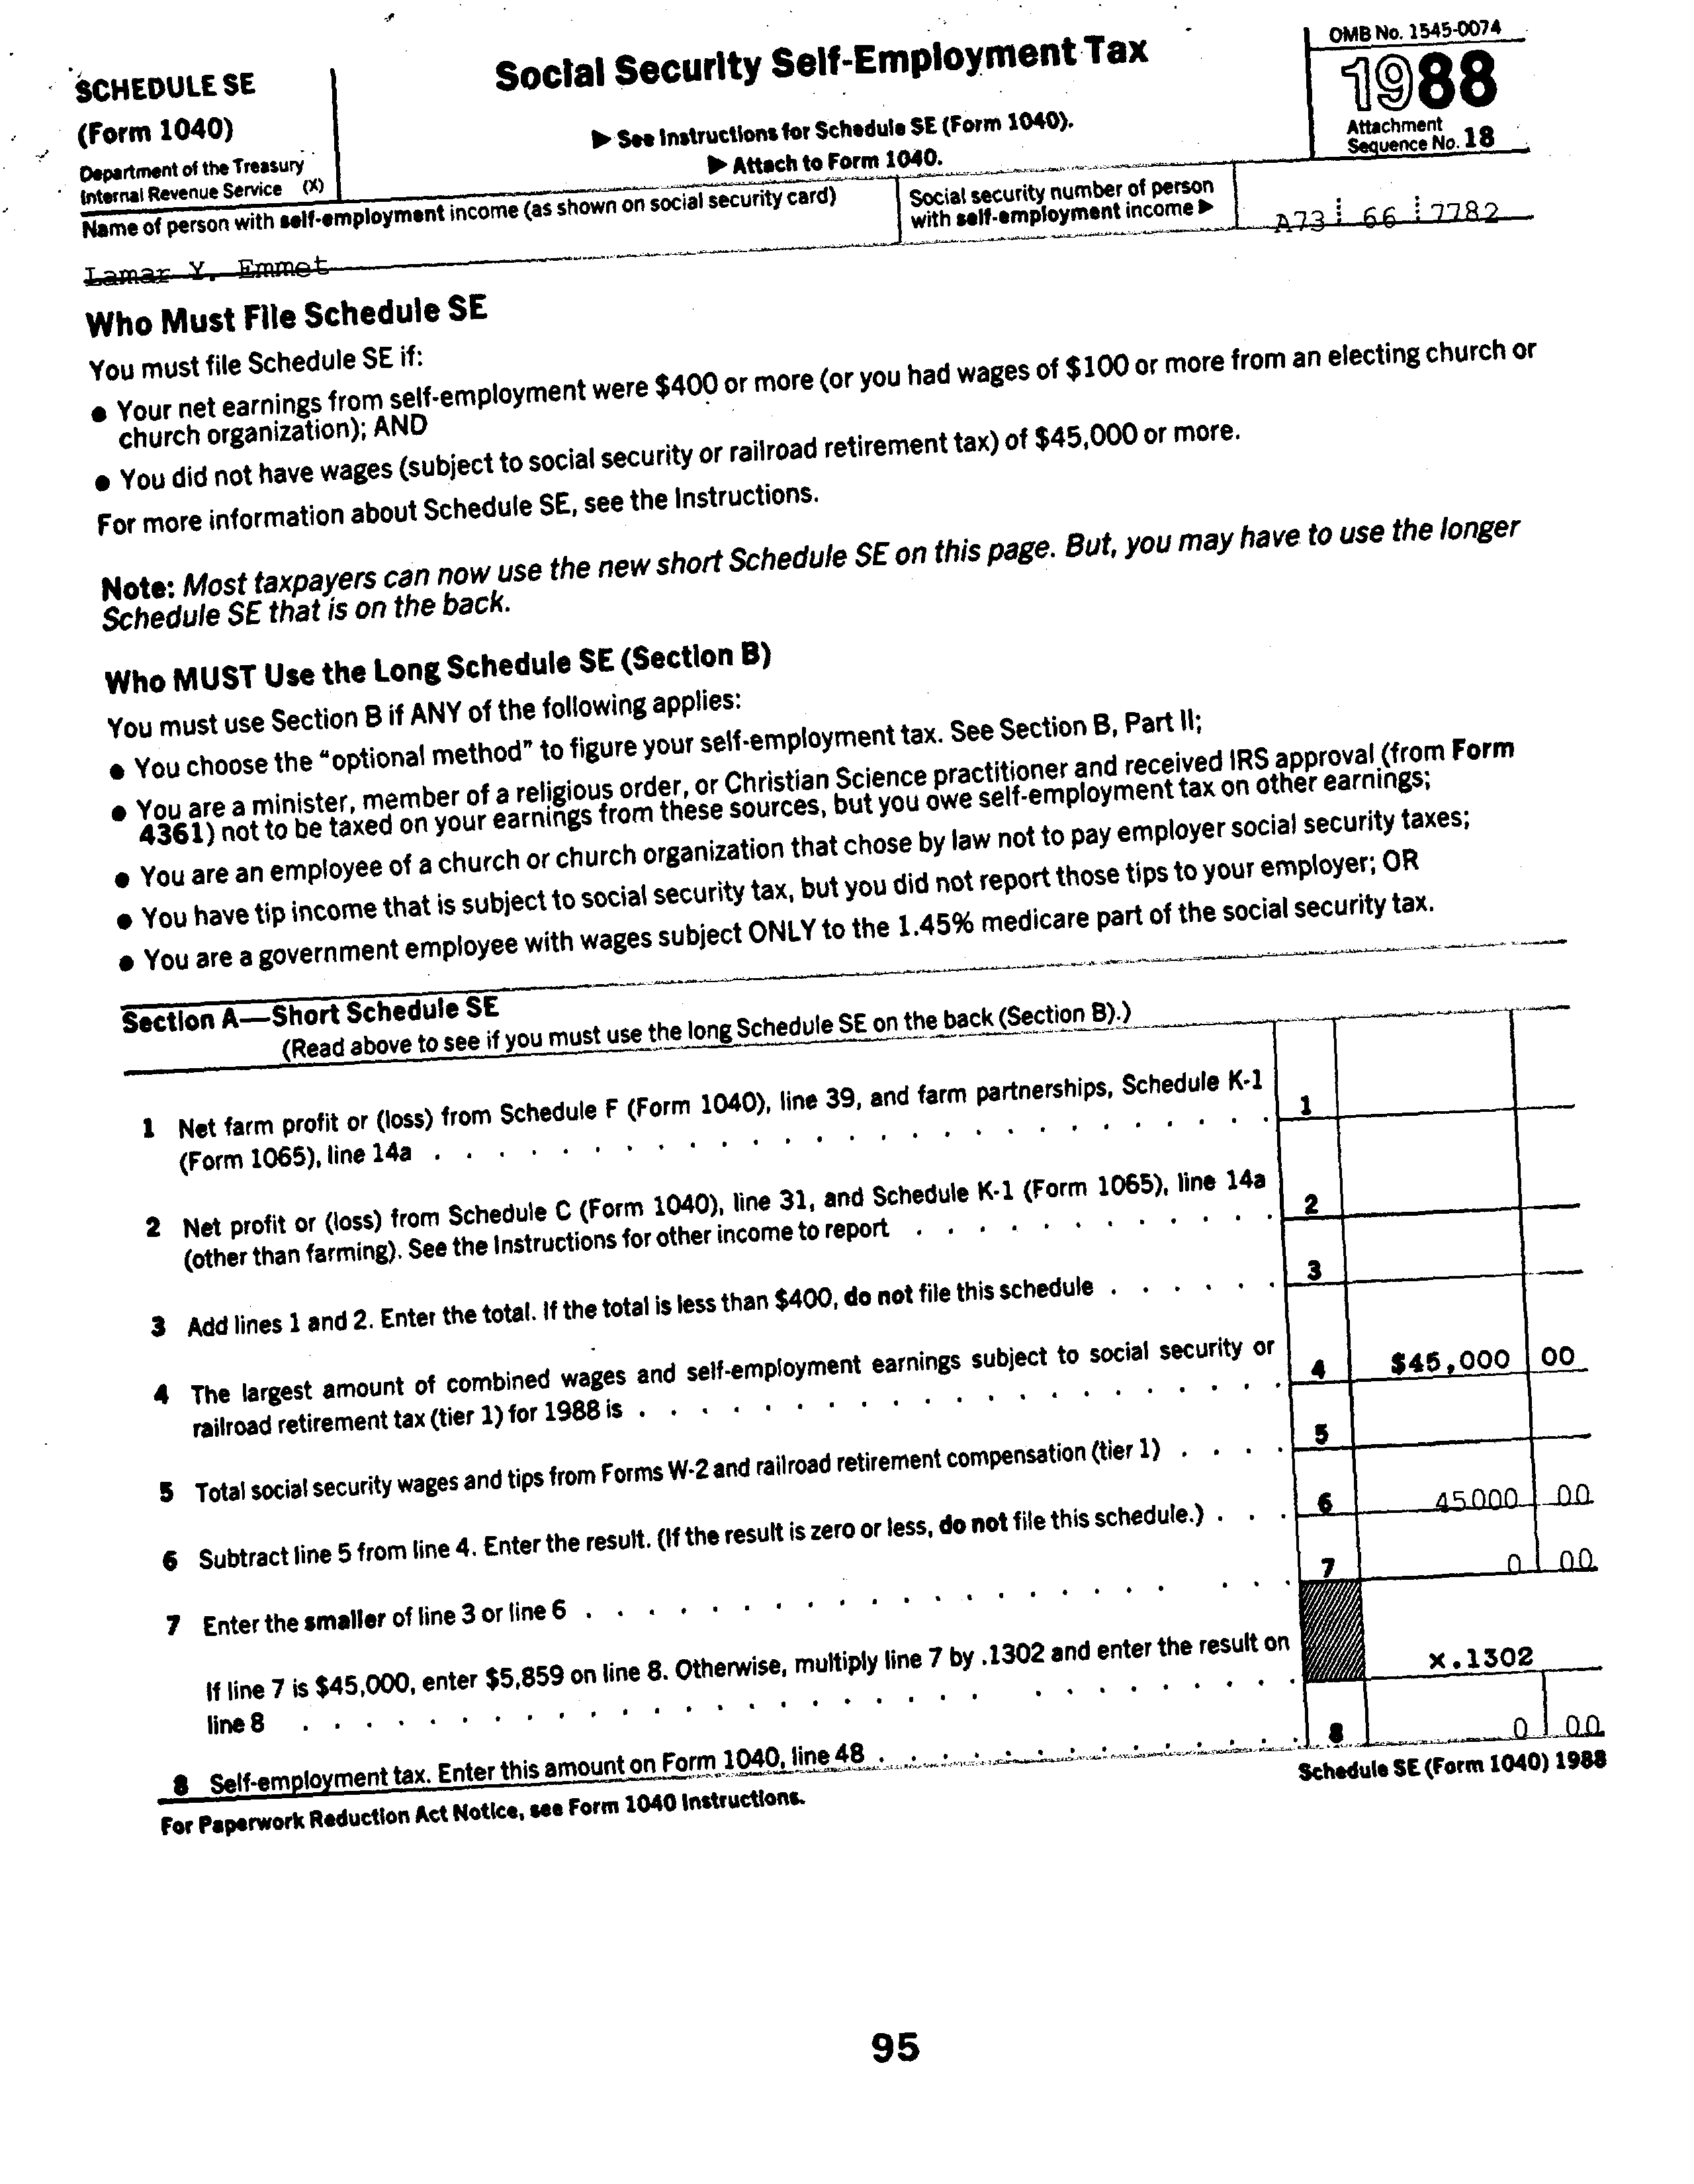 SCHEDULE SE
(Form 1040)
Department of the Treasury
Internal Revenue Service (X)
Social Security Self-Employment Tax
▶ See Instructions for Schedule SE (Form 1040).
▶ Attach to Form 1040.
OMB No. 1545-0074
1988
Attachment
Sequence No. 18
Name of person with self-employment income (as shown on social security card)
Lamar Y. Emmet
Social security number of person
with self-employment income ▶
A73 66 7782
Who Must File Schedule SE
You must file Schedule SE if:
● Your net earnings from self-employment were $400 or more (or you had wages of $100 or more from an electing church or
church organization); AND
● You did not have wages (subject to social security or railroad retirement tax) of $45,000 or more.
For more information about Schedule SE, see the Instructions.
Note: Most taxpayers can now use the new short Schedule SE on this page. But, you may have to use the longer
Schedule SE that is on the back.
Who MUST Use the Long Schedule SE (Section B)
You must use Section B if ANY of the following applies:
● You choose the "optional method" to figure your self-employment tax. See Section B, Part II;
● You are a minister, member of a religious order, or Christian Science practitioner and received IRS approval (from Form
4361) not to be taxed on your earnings from these sources, but you owe self-employment tax on other earnings;
● You are an employee of a church or church organization that chose by law not to pay employer social security taxes;
● You have tip income that is subject to social security tax, but you did not report those tips to your employer; OR
● You are a government employee with wages subject ONLY to the 1.45% medicare part of the social security tax.
Section A—Short Schedule SE
(Read above to see if you must use the long Schedule SE on the back (Section B).)
1 Net farm profit or (loss) from Schedule F (Form 1040), line 39, and farm partnerships, Schedule K-1
(Form 1065), line 14a . . . . . . . . . . . . . . . . . . . . . . . . . . . 1
2 Net profit or (loss) from Schedule C (Form 1040), line 31, and Schedule K-1 (Form 1065), line 14a
(other than farming). See the Instructions for other income to report . . . . . . . . . . . . 2
3 Add lines 1 and 2. Enter the total. If the total is less than $400, do not file this schedule . . . . . . 3
4 The largest amount of combined wages and self-employment earnings subject to social security or
railroad retirement tax (tier 1) for 1988 is . . . . . . . . . . . . . . . . . . . . . 4 $45,000 00
5 Total social security wages and tips from Forms W-2 and railroad retirement compensation (tier 1) . . . . 5
6 Subtract line 5 from line 4. Enter the result. (If the result is zero or less, do not file this schedule.) . . . 6 45000 00
7 Enter the smaller of line 3 or line 6 . . . . . . . . . . . . . . . . . . . . . . 7 0 00
If line 7 is $45,000, enter $5,859 on line 8. Otherwise, multiply line 7 by .1302 and enter the result on
line 8 . . . . . . . . . . . . . . . . . . . . . . . . . . . . . . . x.1302
8 Self-employment tax. Enter this amount on Form 1040, line 48 . . . . . . . . . . . . . . 8 0 00
For Paperwork Reduction Act Notice, see Form 1040 Instructions.
Schedule SE (Form 1040) 1988
95